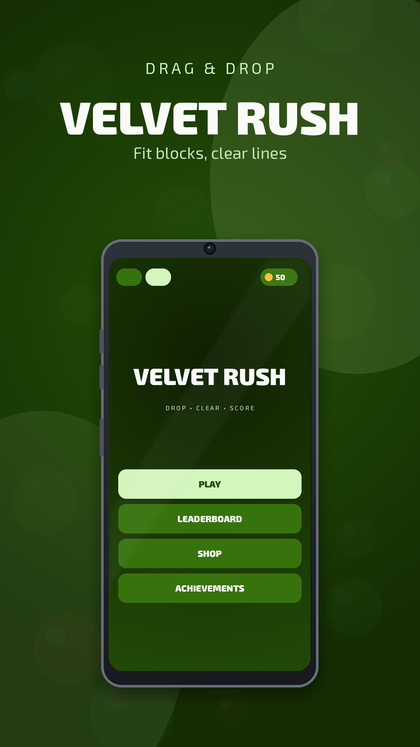 DRAG & DROP
VELVET RUSH
Fit blocks, clear lines
50
VELVET RUSH
DROP • CLEAR • SCORE
PLAY
LEADERBOARD
SHOP
ACHIEVEMENTS